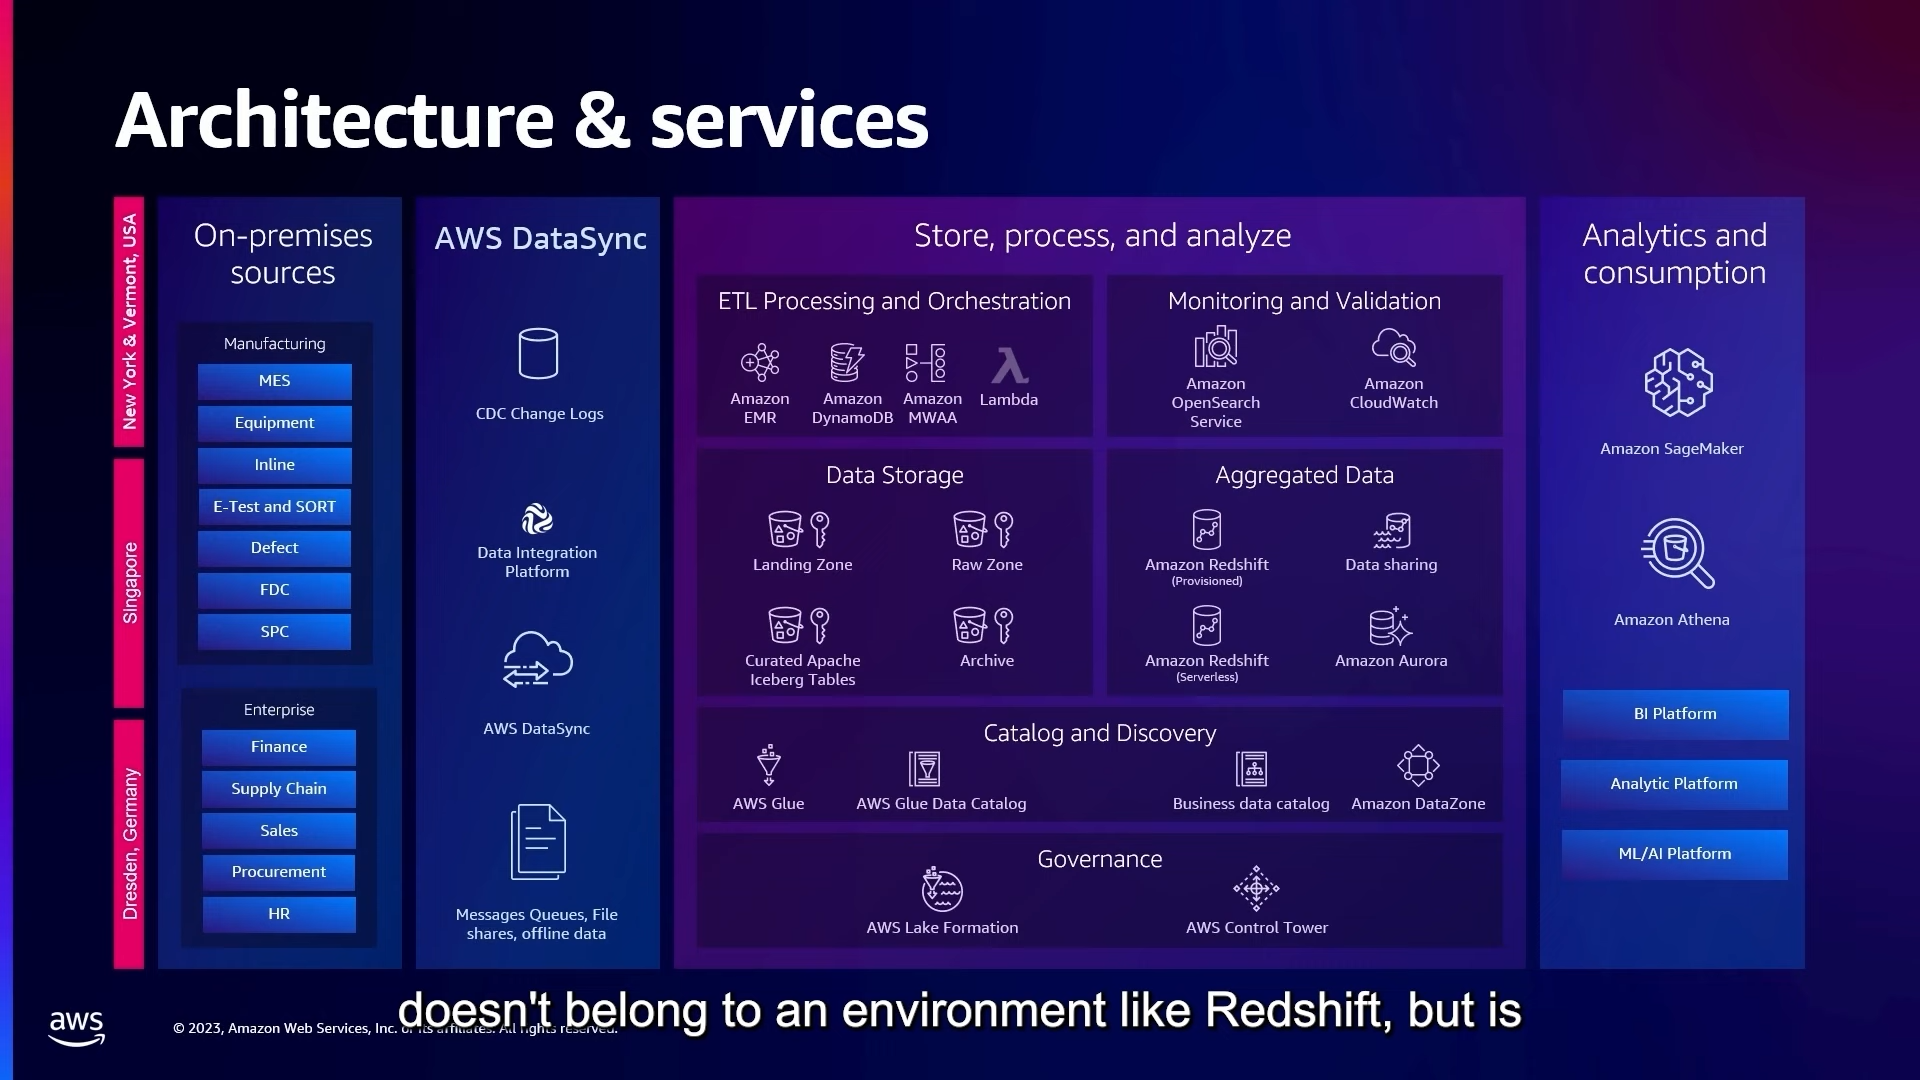 Architecture & services
New York & Vermont, USA
Singapore
Dresden, Germany
On-premises
sources
Manufacturing
MES
Equipment
Inline
E-Test and SORT
Defect
FDC
SPC
Enterprise
Finance
Supply Chain
Sales
Procurement
HR
AWS DataSync
CDC Change Logs
Data Integration
Platform
AWS DataSync
Messages Queues, File
shares, offline data
Store, process, and analyze
ETL Processing and Orchestration
Amazon
EMR
Amazon
DynamoDB
Amazon
MWAA
Lambda
Monitoring and Validation
Amazon
OpenSearch
Service
Amazon
CloudWatch
Data Storage
Landing Zone
Raw Zone
Curated Apache
Iceberg Tables
Archive
Aggregated Data
Amazon Redshift
(Provisioned)
Data sharing
Amazon Redshift
(Serverless)
Amazon Aurora
Catalog and Discovery
AWS Glue
AWS Glue Data Catalog
Business data catalog
Amazon DataZone
Governance
AWS Lake Formation
AWS Control Tower
Analytics and
consumption
Amazon SageMaker
Amazon Athena
BI Platform
Analytic Platform
ML/AI Platform
doesn't belong to an environment like Redshift, but is
aws
© 2023, Amazon Web Services, Inc. or its affiliates. All rights reserved.